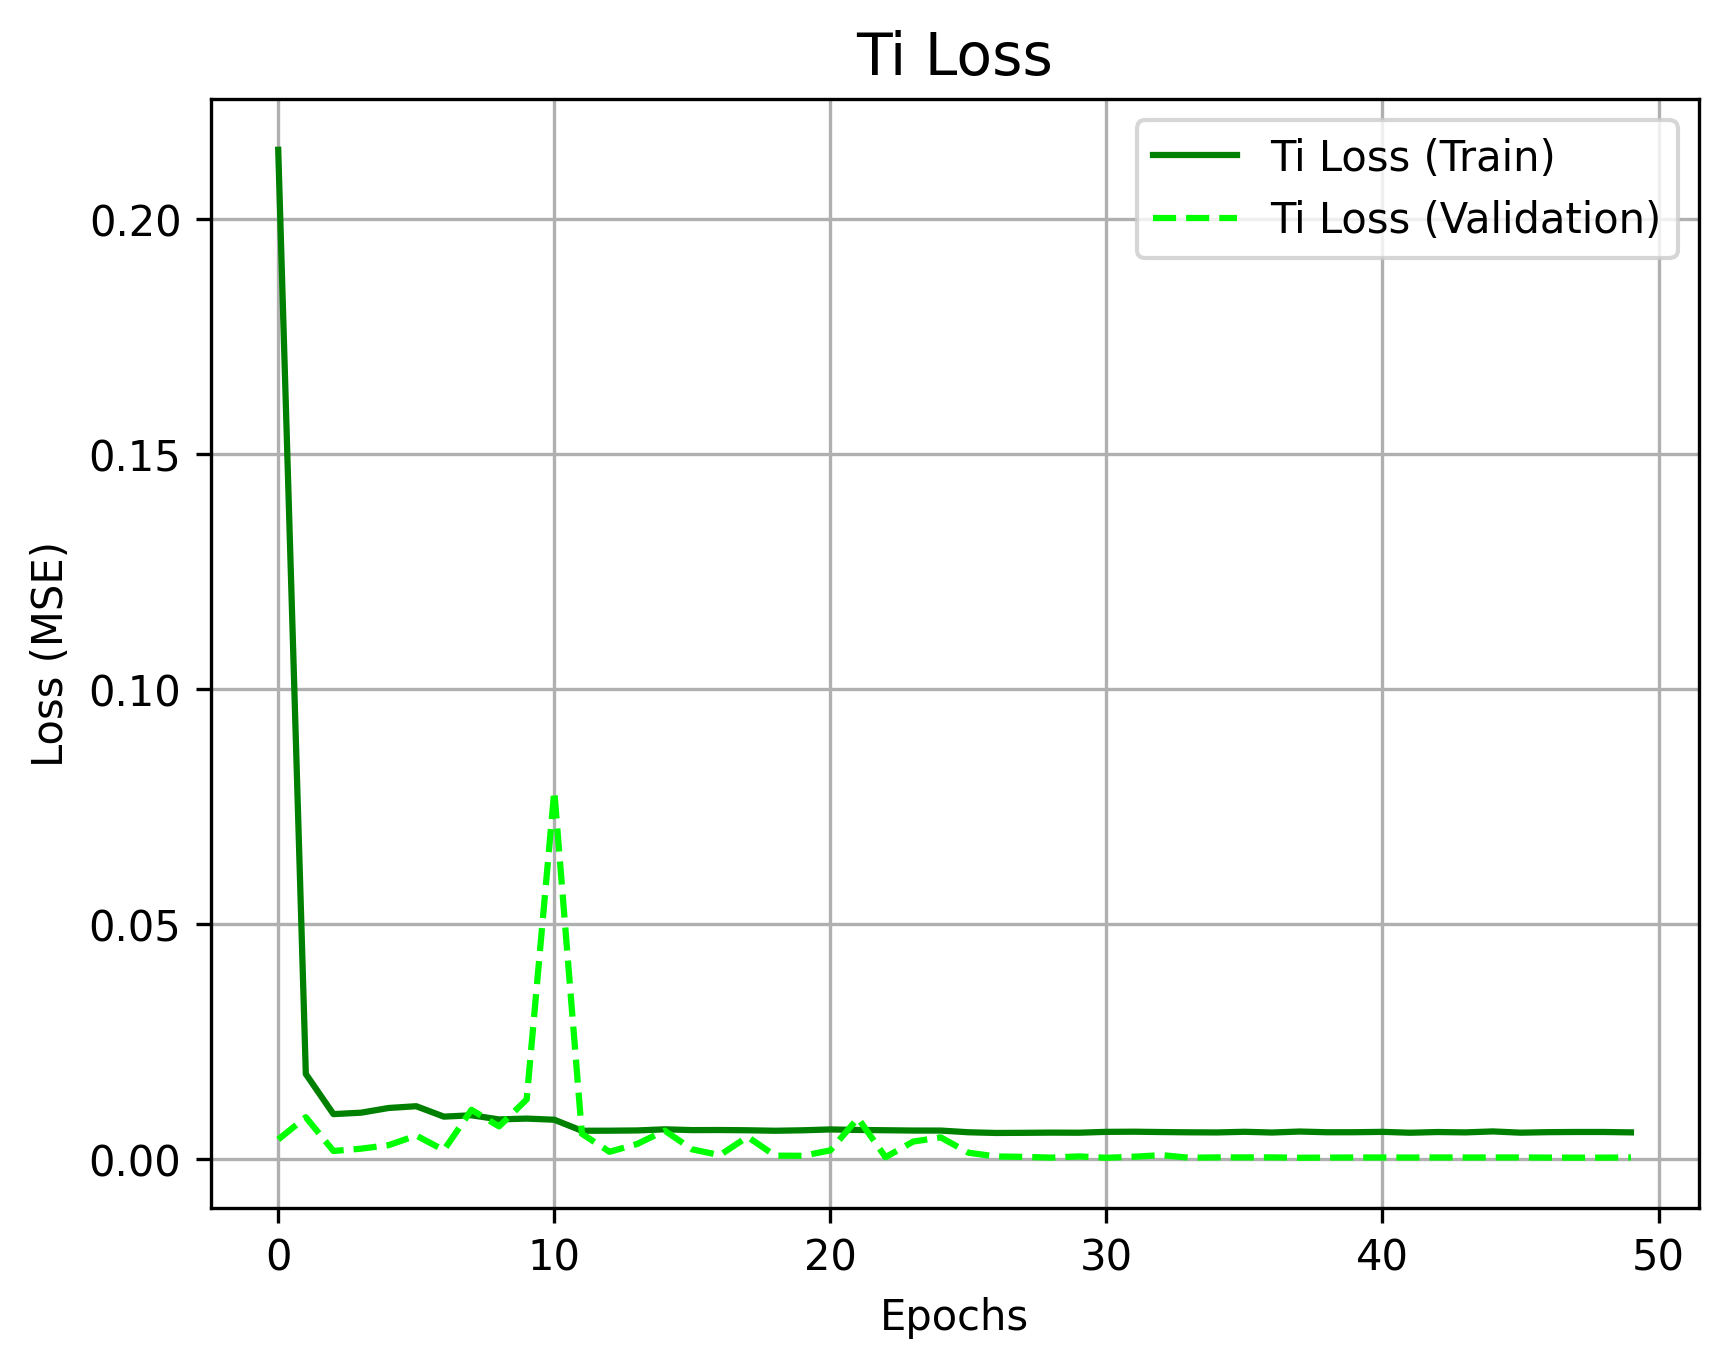 Ti Loss
Ti Loss (Train)
Ti Loss (Validation)
0.20
0.15
0.10
0.05
0.00
Loss (MSE)
0 10 20 30 40 50
Epochs